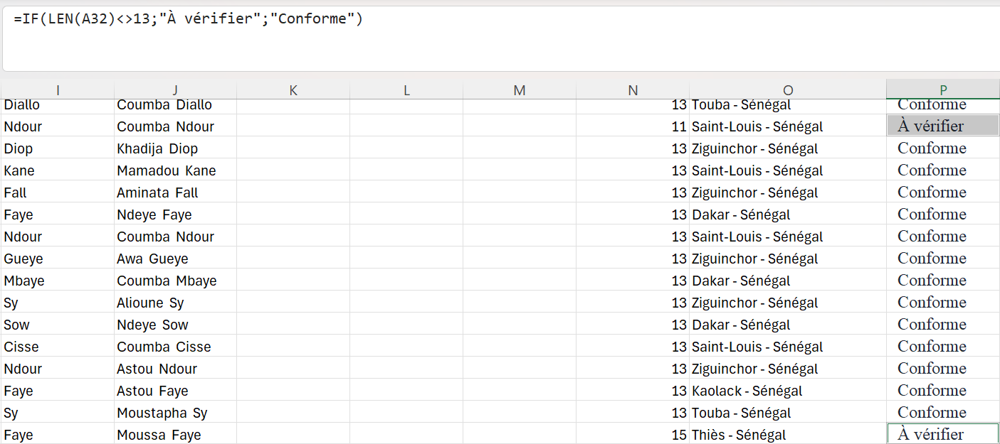 =IF(LEN(A32)<>13;"À vérifier";"Conforme")
I J K L M N O P
Diallo Coumba Diallo 13 Touba - Sénégal Conforme
Ndour Coumba Ndour 11 Saint-Louis - Sénégal À vérifier
Diop Khadija Diop 13 Ziguinchor - Sénégal Conforme
Kane Mamadou Kane 13 Saint-Louis - Sénégal Conforme
Fall Aminata Fall 13 Ziguinchor - Sénégal Conforme
Faye Ndeye Faye 13 Dakar - Sénégal Conforme
Ndour Coumba Ndour 13 Saint-Louis - Sénégal Conforme
Gueye Awa Gueye 13 Ziguinchor - Sénégal Conforme
Mbaye Coumba Mbaye 13 Dakar - Sénégal Conforme
Sy Alioune Sy 13 Ziguinchor - Sénégal Conforme
Sow Ndeye Sow 13 Dakar - Sénégal Conforme
Cisse Coumba Cisse 13 Saint-Louis - Sénégal Conforme
Ndour Astou Ndour 13 Ziguinchor - Sénégal Conforme
Faye Astou Faye 13 Kaolack - Sénégal Conforme
Sy Moustapha Sy 13 Touba - Sénégal Conforme
Faye Moussa Faye 15 Thiès - Sénégal À vérifier